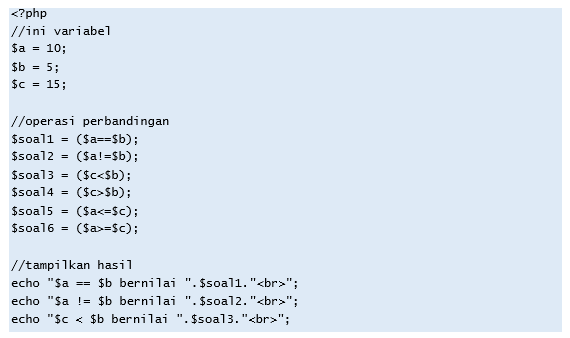 <?php
//ini variabel
$a = 10;
$b = 5;
$c = 15;
//operasi perbandingan
$soal1 = ($a==$b);
$soal2 = ($a!=$b);
$soal3 = ($c<$b);
$soal4 = ($c>$b);
$soal5 = ($a<=$c);
$soal6 = ($a>=$c);
//tampilkan hasil
echo "$a == $b bernilai ".$soal1."<br>";
echo "$a != $b bernilai ".$soal2."<br>";
echo "$c < $b bernilai ".$soal3."<br>";